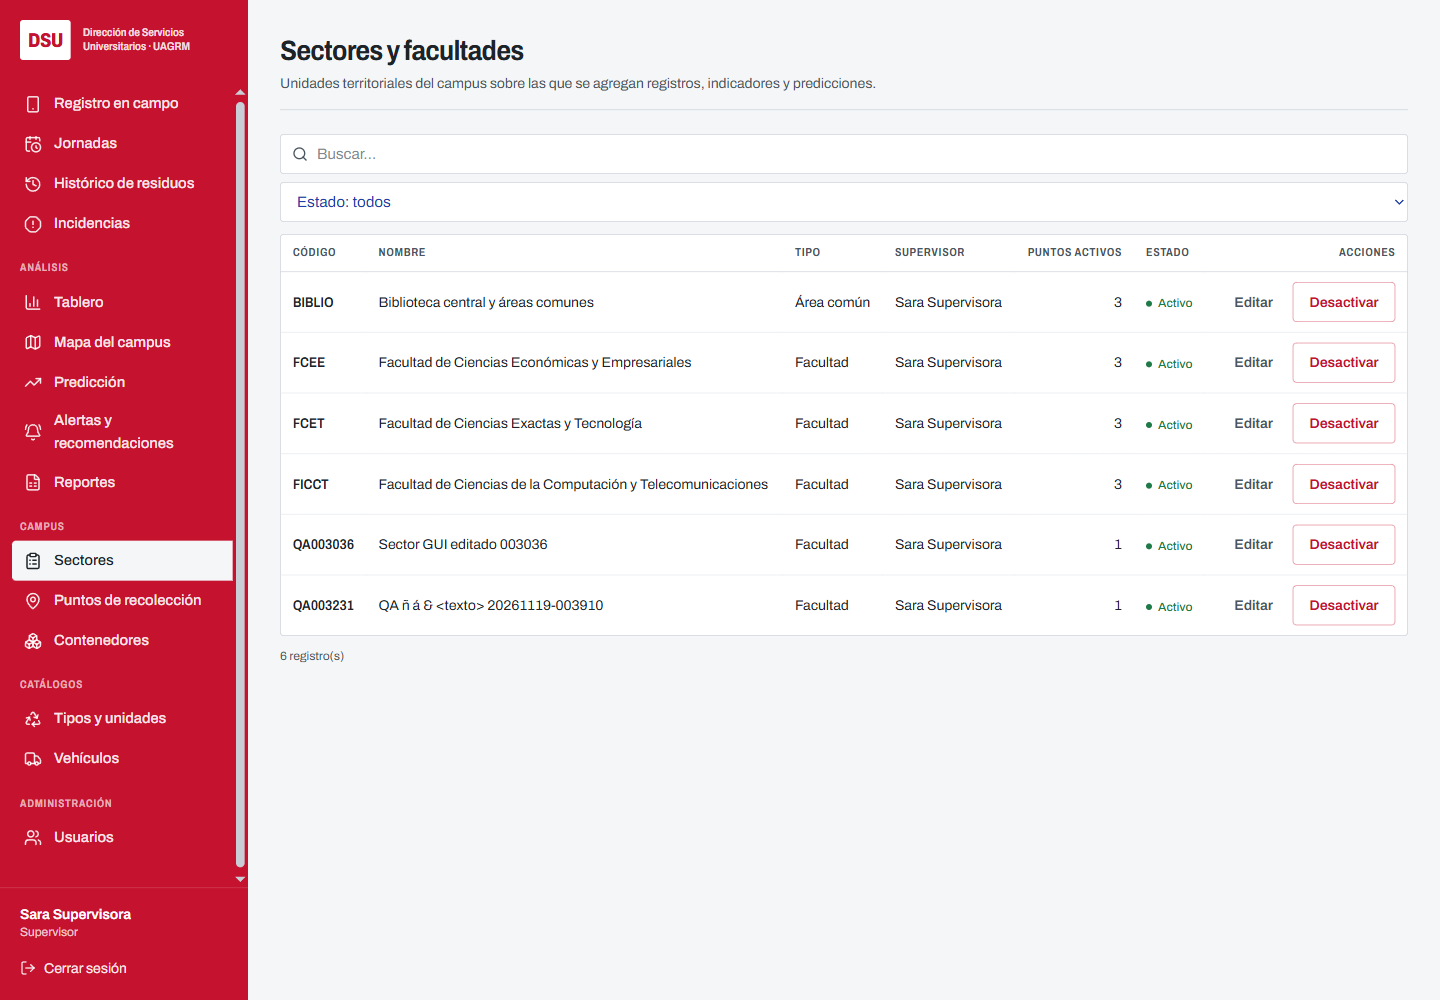 DSU
Dirección de Servicios
Universitarios · UAGRM
Registro en campo
Jornadas
Histórico de residuos
Incidencias
ANÁLISIS
Tablero
Mapa del campus
Predicción
Alertas y
recomendaciones
Reportes
CAMPUS
Sectores
Puntos de recolección
Contenedores
CATÁLOGOS
Tipos y unidades
Vehículos
ADMINISTRACIÓN
Usuarios
Sara Supervisora
Supervisor
Cerrar sesión
Sectores y facultades
Unidades territoriales del campus sobre las que se agregan registros, indicadores y predicciones.
Buscar...
Estado: todos
CÓDIGO NOMBRE TIPO SUPERVISOR PUNTOS ACTIVOS ESTADO ACCIONES
BIBLIO Biblioteca central y áreas comunes Área común Sara Supervisora 3 Activo Editar Desactivar
FCEE Facultad de Ciencias Económicas y Empresariales Facultad Sara Supervisora 3 Activo Editar Desactivar
FCET Facultad de Ciencias Exactas y Tecnología Facultad Sara Supervisora 3 Activo Editar Desactivar
FICCT Facultad de Ciencias de la Computación y Telecomunicaciones Facultad Sara Supervisora 3 Activo Editar Desactivar
QA003036 Sector GUI editado 003036 Facultad Sara Supervisora 1 Activo Editar Desactivar
QA003231 QA ñ á & <texto> 20261119-003910 Facultad Sara Supervisora 1 Activo Editar Desactivar
6 registro(s)